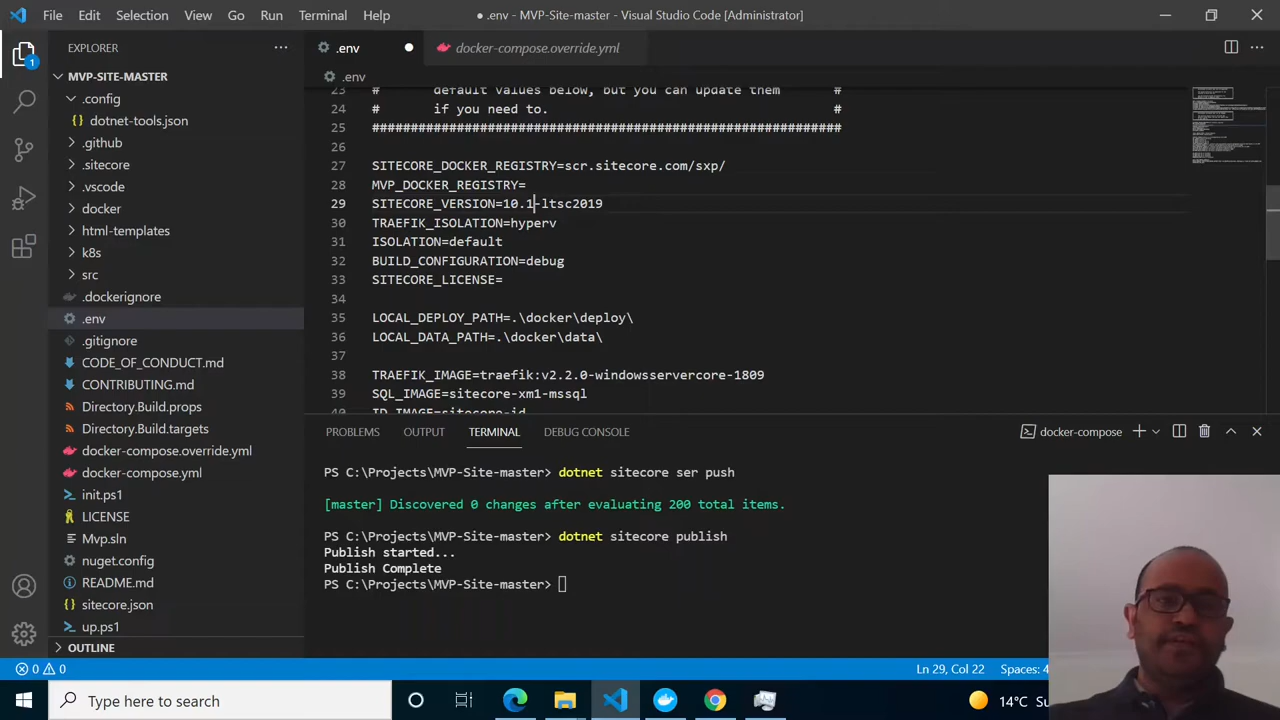 File Edit Selection View Go Run Terminal Help
● .env - MVP-Site-master - Visual Studio Code [Administrator]
EXPLORER
MVP-SITE-MASTER
.config
dotnet-tools.json
.github
.sitecore
.vscode
docker
html-templates
k8s
src
.dockerignore
.env
.gitignore
CODE_OF_CONDUCT.md
CONTRIBUTING.md
Directory.Build.props
Directory.Build.targets
docker-compose.override.yml
docker-compose.yml
init.ps1
LICENSE
Mvp.sln
nuget.config
README.md
sitecore.json
up.ps1
OUTLINE
.env
docker-compose.override.yml
.env
23 # default values below, but you can update them #
24 # if you need to. #
25 ##############################################################
26
27 SITECORE_DOCKER_REGISTRY=scr.sitecore.com/sxp/
28 MVP_DOCKER_REGISTRY=
29 SITECORE_VERSION=10.1-ltsc2019
30 TRAEFIK_ISOLATION=hyperv
31 ISOLATION=default
32 BUILD_CONFIGURATION=debug
33 SITECORE_LICENSE=
34
35 LOCAL_DEPLOY_PATH=.\docker\deploy\
36 LOCAL_DATA_PATH=.\docker\data\
37
38 TRAEFIK_IMAGE=traefik:v2.2.0-windowsservercore-1809
39 SQL_IMAGE=sitecore-xm1-mssql
40 ID_IMAGE=sitecore-id
PROBLEMS OUTPUT TERMINAL DEBUG CONSOLE
docker-compose
PS C:\Projects\MVP-Site-master> dotnet sitecore ser push
[master] Discovered 0 changes after evaluating 200 total items.
PS C:\Projects\MVP-Site-master> dotnet sitecore publish
Publish started...
Publish Complete
PS C:\Projects\MVP-Site-master>
0 0
Ln 29, Col 22 Spaces: 4
Type here to search
14°C